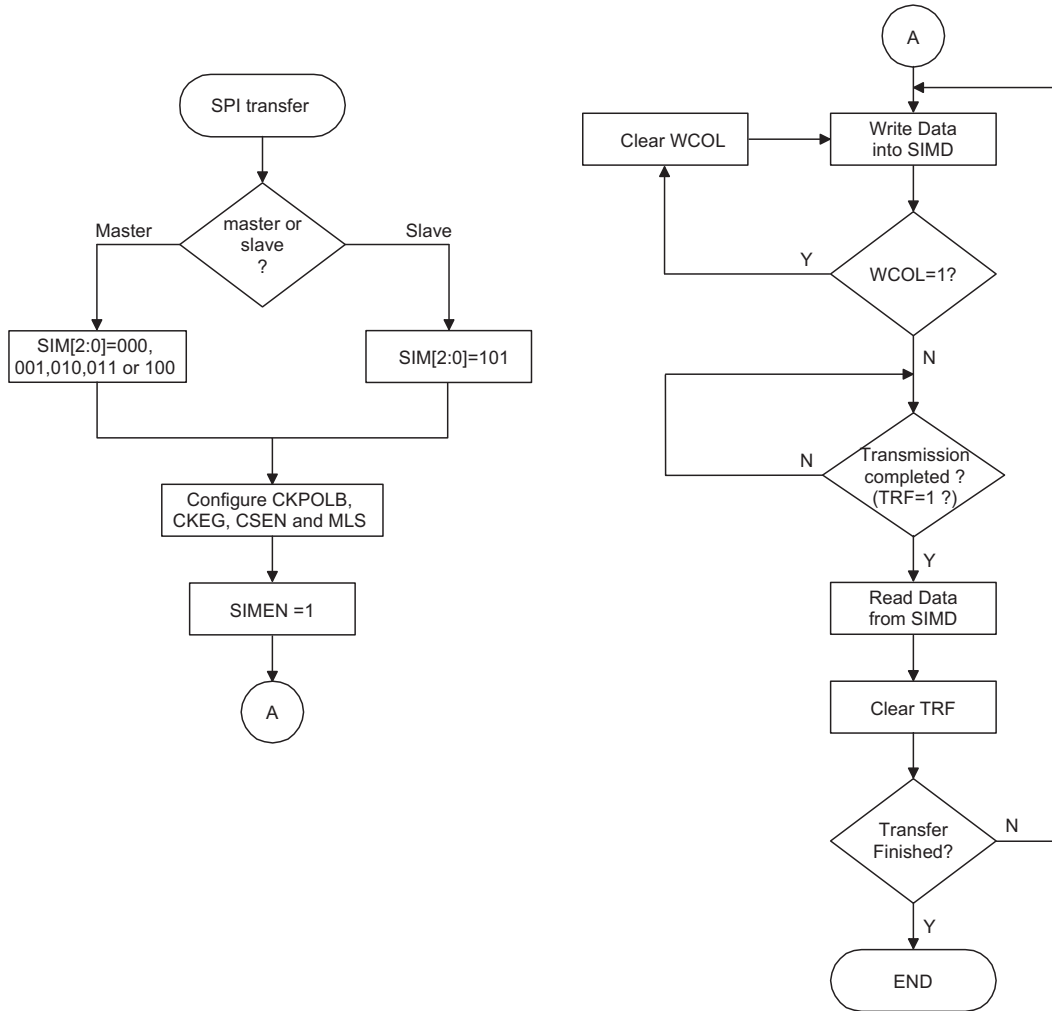 SPI transfer
master or
slave
?
Master
Slave
SIM[2:0]=000,
001,010,011 or 100
SIM[2:0]=101
Configure CKPOLB,
CKEG, CSEN and MLS
SIMEN =1
A
A
Write Data
into SIMD
Clear WCOL
WCOL=1?
Y
N
Transmission
completed ?
(TRF=1 ?)
N
Y
Read Data
from SIMD
Clear TRF
Transfer
Finished?
N
Y
END